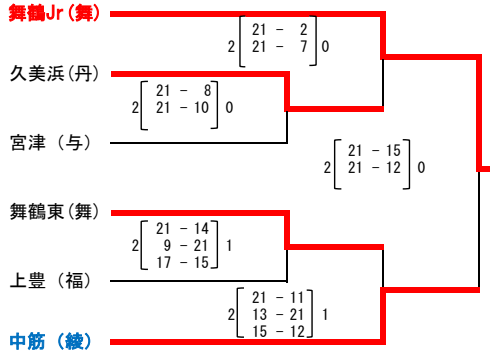 舞鶴Jr(舞)
21 - 2
2 21 - 7 0
久美浜(丹)
21 - 8
2 21 - 10 0
宮津（与）
21 - 15
2 21 - 12 0
舞鶴東(舞)
21 - 14
2 9 - 21 1
17 - 15
上豊（福）
21 - 11
2 13 - 21 1
15 - 12
中筋（綾）